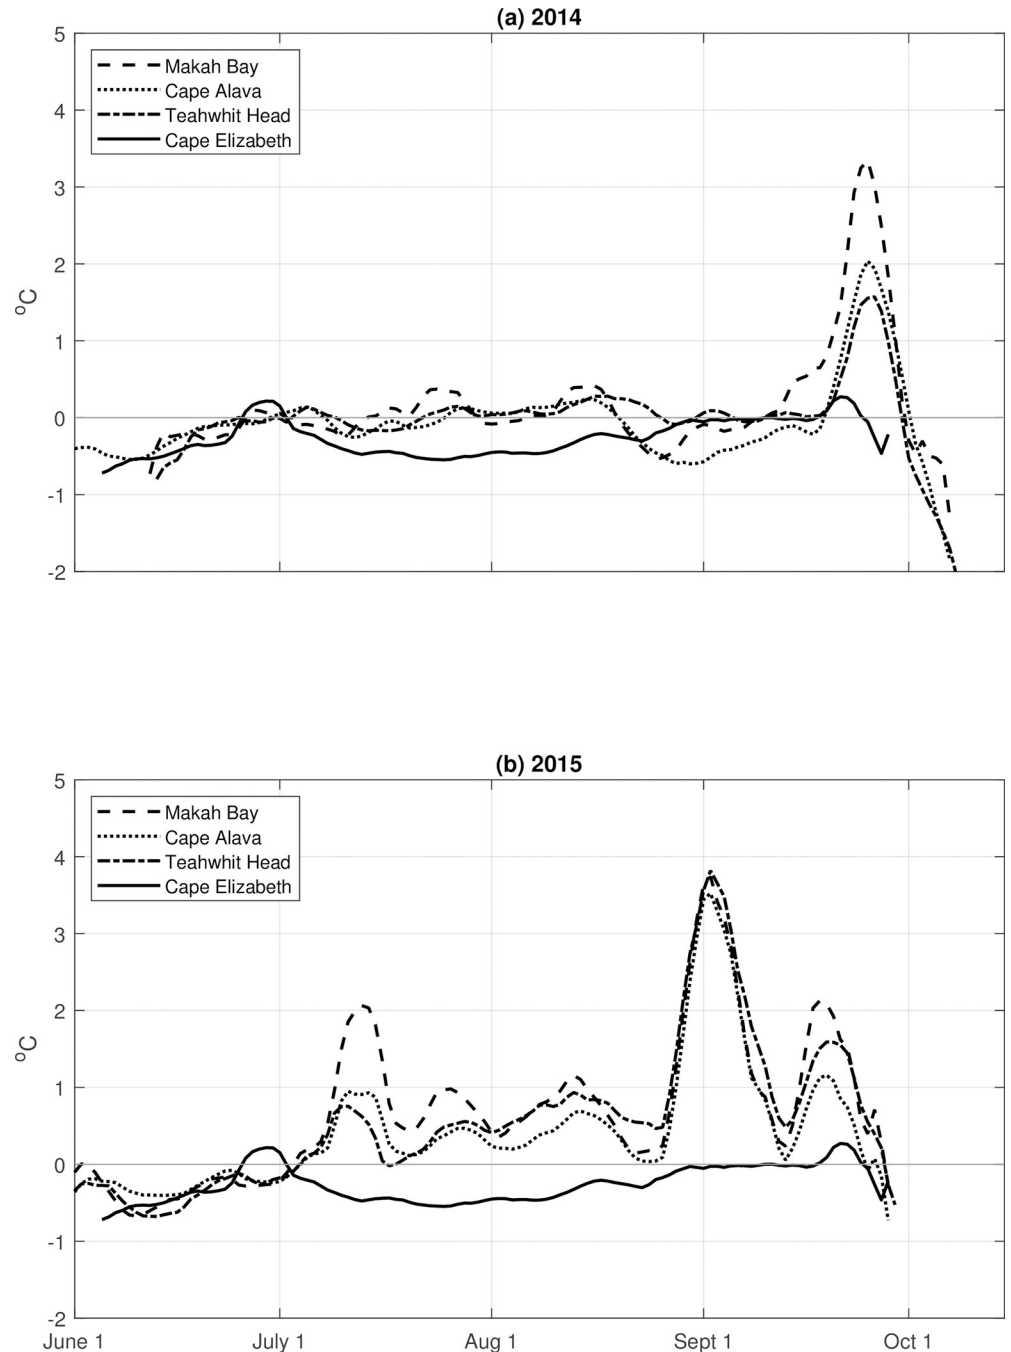 (a) 2014
5
4
3
2
1
0
-1
-2
°C
Makah Bay
Cape Alava
Teahwhit Head
Cape Elizabeth
(b) 2015
5
4
3
2
1
0
-1
-2
°C
Makah Bay
Cape Alava
Teahwhit Head
Cape Elizabeth
June 1 July 1 Aug 1 Sept 1 Oct 1